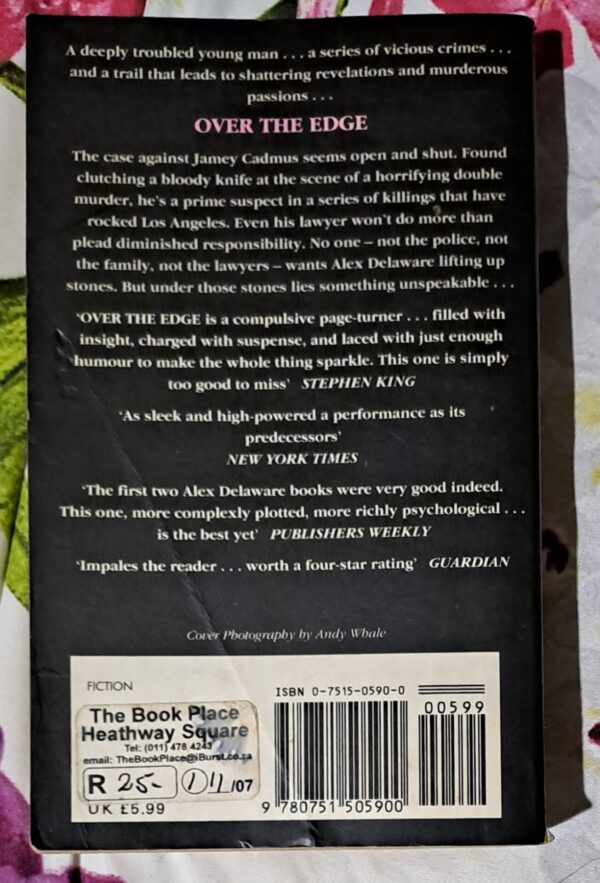 A deeply troubled young man . . . a series of vicious crimes . . .
and a trail that leads to shattering revelations and murderous
passions . . .
OVER THE EDGE
The case against Jamey Cadmus seems open and shut. Found
clutching a bloody knife at the scene of a horrifying double
murder, he's a prime suspect in a series of killings that have
rocked Los Angeles. Even his lawyer won't do more than
plead diminished responsibility. No one – not the police, not
the family, not the lawyers – wants Alex Delaware lifting up
stones. But under those stones lies something unspeakable . . .
'OVER THE EDGE is a compulsive page-turner . . . filled with
insight, charged with suspense, and laced with just enough
humour to make the whole thing sparkle. This one is simply
too good to miss' STEPHEN KING
'As sleek and high-powered a performance as its
predecessors'
NEW YORK TIMES
'The first two Alex Delaware books were very good indeed.
This one, more complexly plotted, more richly psychological . . .
is the best yet' PUBLISHERS WEEKLY
'Impales the reader . . . worth a four-star rating' GUARDIAN
Cover Photography by Andy Whale
FICTION
ISBN 0-7515-0590-0
00599
The Book Place
Heathway Square
Tel: (011) 478 4243
email: TheBookPlace@iBurst.co.za
R 25-
/07
UK £5.99
9 780751 505900